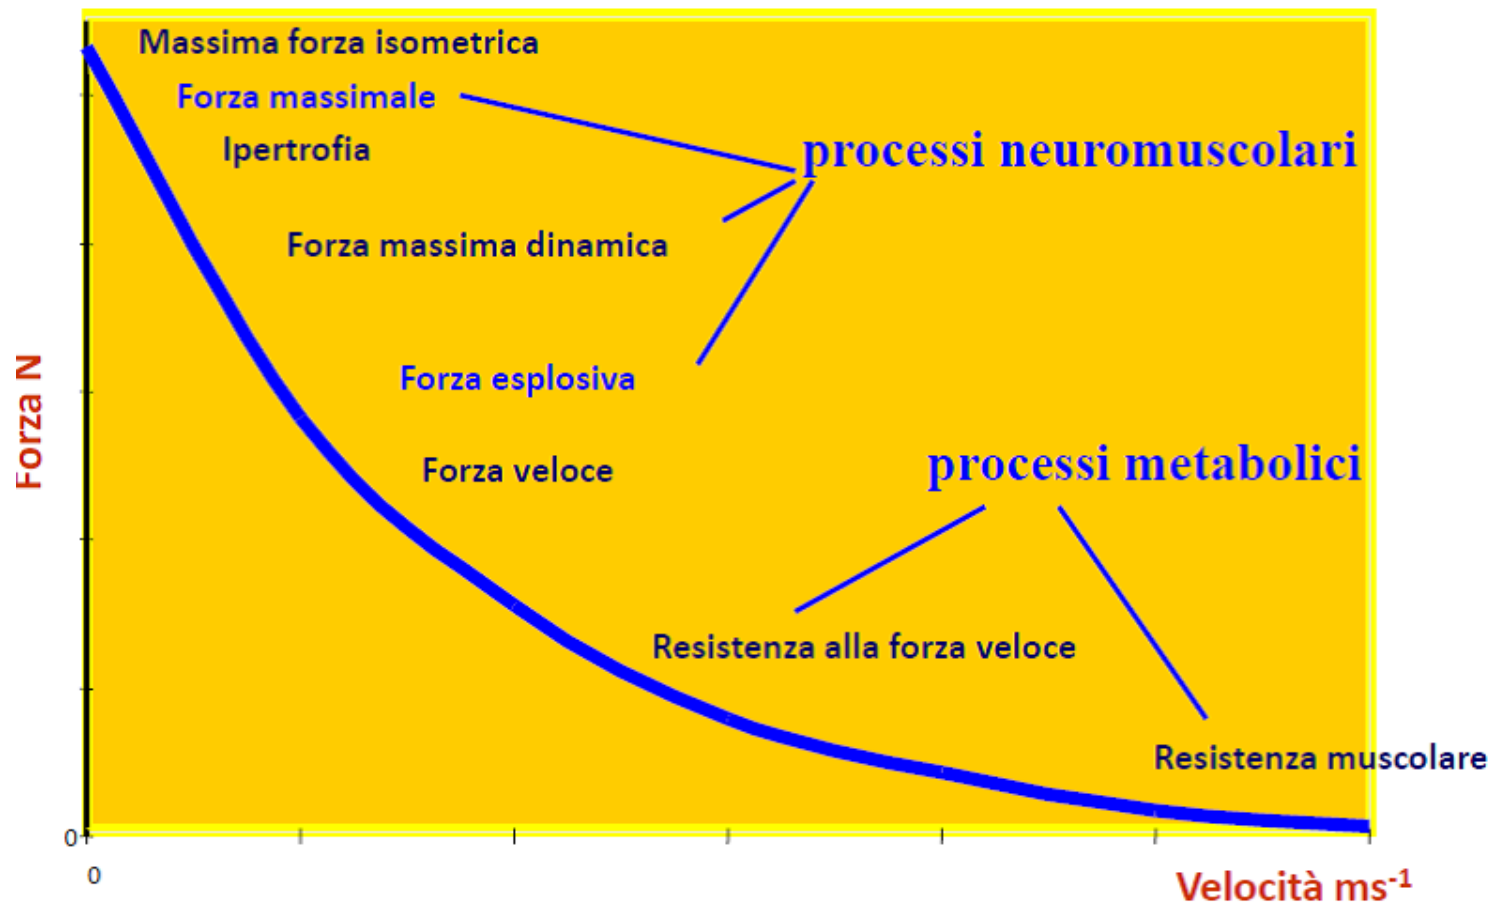 Massima forza isometrica
Forza massimale
Ipertrofia
processi neuromuscolari
Forza massima dinamica
Forza esplosiva
Forza N
Forza veloce
processi metabolici
Resistenza alla forza veloce
Resistenza muscolare
0
0
Velocità ms⁻¹